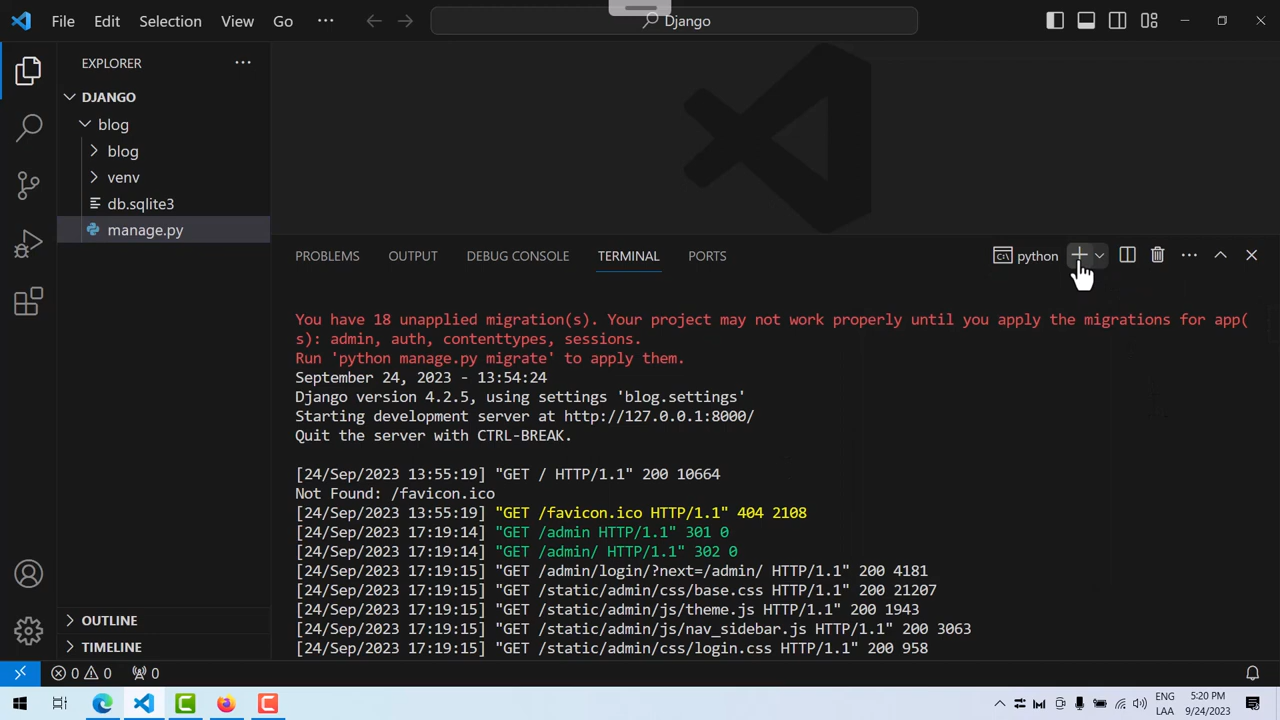 File Edit Selection View Go ··· Django
EXPLORER ···
DJANGO
blog
blog
venv
db.sqlite3
manage.py
PROBLEMS OUTPUT DEBUG CONSOLE TERMINAL PORTS python
You have 18 unapplied migration(s). Your project may not work properly until you apply the migrations for app(
s): admin, auth, contenttypes, sessions.
Run 'python manage.py migrate' to apply them.
September 24, 2023 - 13:54:24
Django version 4.2.5, using settings 'blog.settings'
Starting development server at http://127.0.0.1:8000/
Quit the server with CTRL-BREAK.
[24/Sep/2023 13:55:19] "GET / HTTP/1.1" 200 10664
Not Found: /favicon.ico
[24/Sep/2023 13:55:19] "GET /favicon.ico HTTP/1.1" 404 2108
[24/Sep/2023 17:19:14] "GET /admin HTTP/1.1" 301 0
[24/Sep/2023 17:19:14] "GET /admin/ HTTP/1.1" 302 0
[24/Sep/2023 17:19:15] "GET /admin/login/?next=/admin/ HTTP/1.1" 200 4181
[24/Sep/2023 17:19:15] "GET /static/admin/css/base.css HTTP/1.1" 200 21207
[24/Sep/2023 17:19:15] "GET /static/admin/js/theme.js HTTP/1.1" 200 1943
[24/Sep/2023 17:19:15] "GET /static/admin/js/nav_sidebar.js HTTP/1.1" 200 3063
[24/Sep/2023 17:19:15] "GET /static/admin/css/login.css HTTP/1.1" 200 958
OUTLINE
TIMELINE
0 0 0
ENG
LAA
5:20 PM
9/24/2023